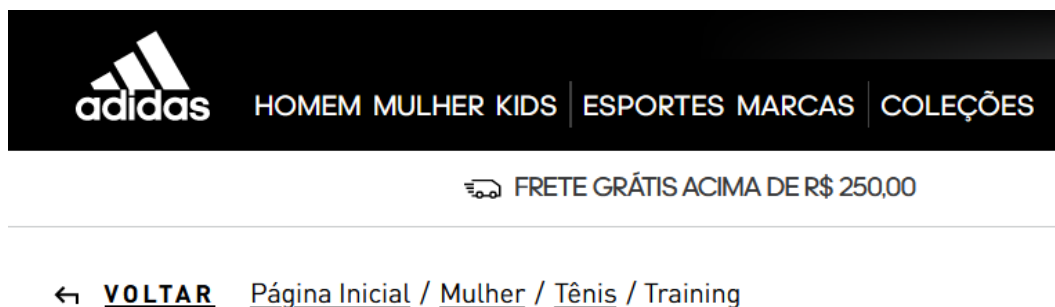 adidas
HOMEM MULHER KIDS ESPORTES MARCAS COLEÇÕES
FRETE GRÁTIS ACIMA DE R$ 250,00
VOLTAR Página Inicial / Mulher / Tênis / Training